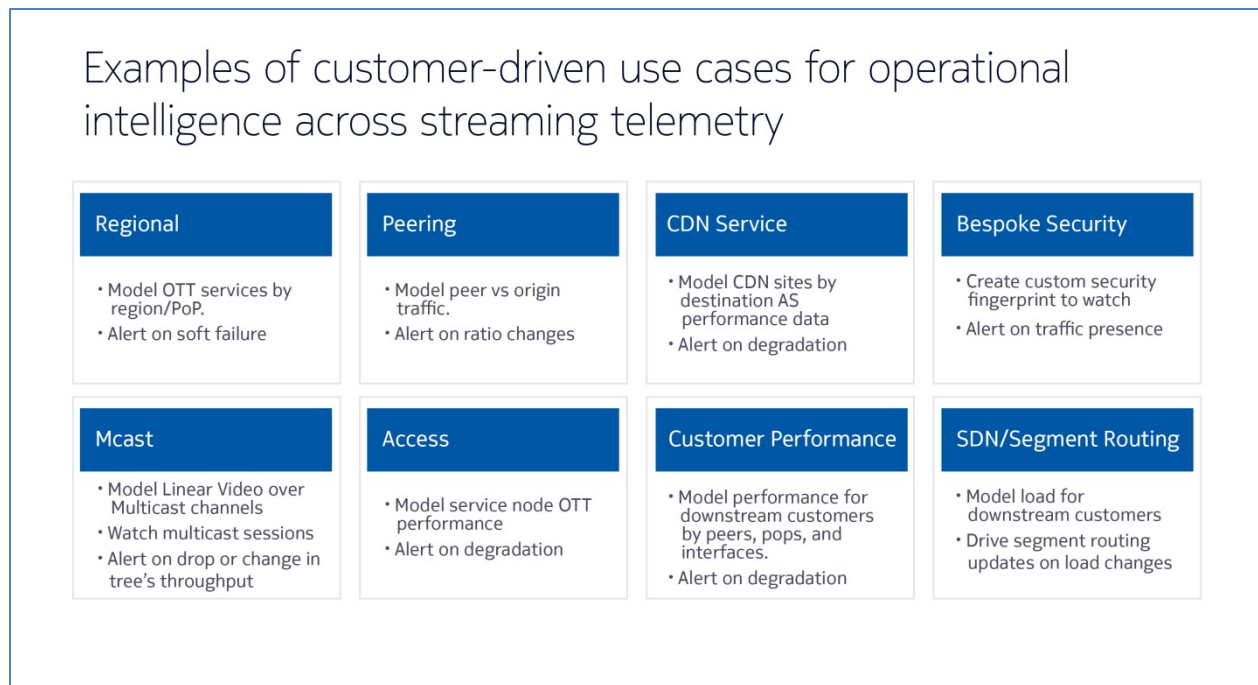 Examples of customer-driven use cases for operational
intelligence across streaming telemetry
Regional
• Model OTT services by
region/PoP.
• Alert on soft failure
Peering
• Model peer vs origin
traffic.
• Alert on ratio changes
CDN Service
• Model CDN sites by
destination AS
performance data
• Alert on degradation
Bespoke Security
• Create custom security
fingerprint to watch
• Alert on traffic presence
Mcast
• Model Linear Video over
Multicast channels
• Watch multicast sessions
• Alert on drop or change in
tree's throughput
Access
• Model service node OTT
performance
• Alert on degradation
Customer Performance
• Model performance for
downstream customers
by peers, pops, and
interfaces.
• Alert on degradation
SDN/Segment Routing
• Model load for
downstream customers
• Drive segment routing
updates on load changes